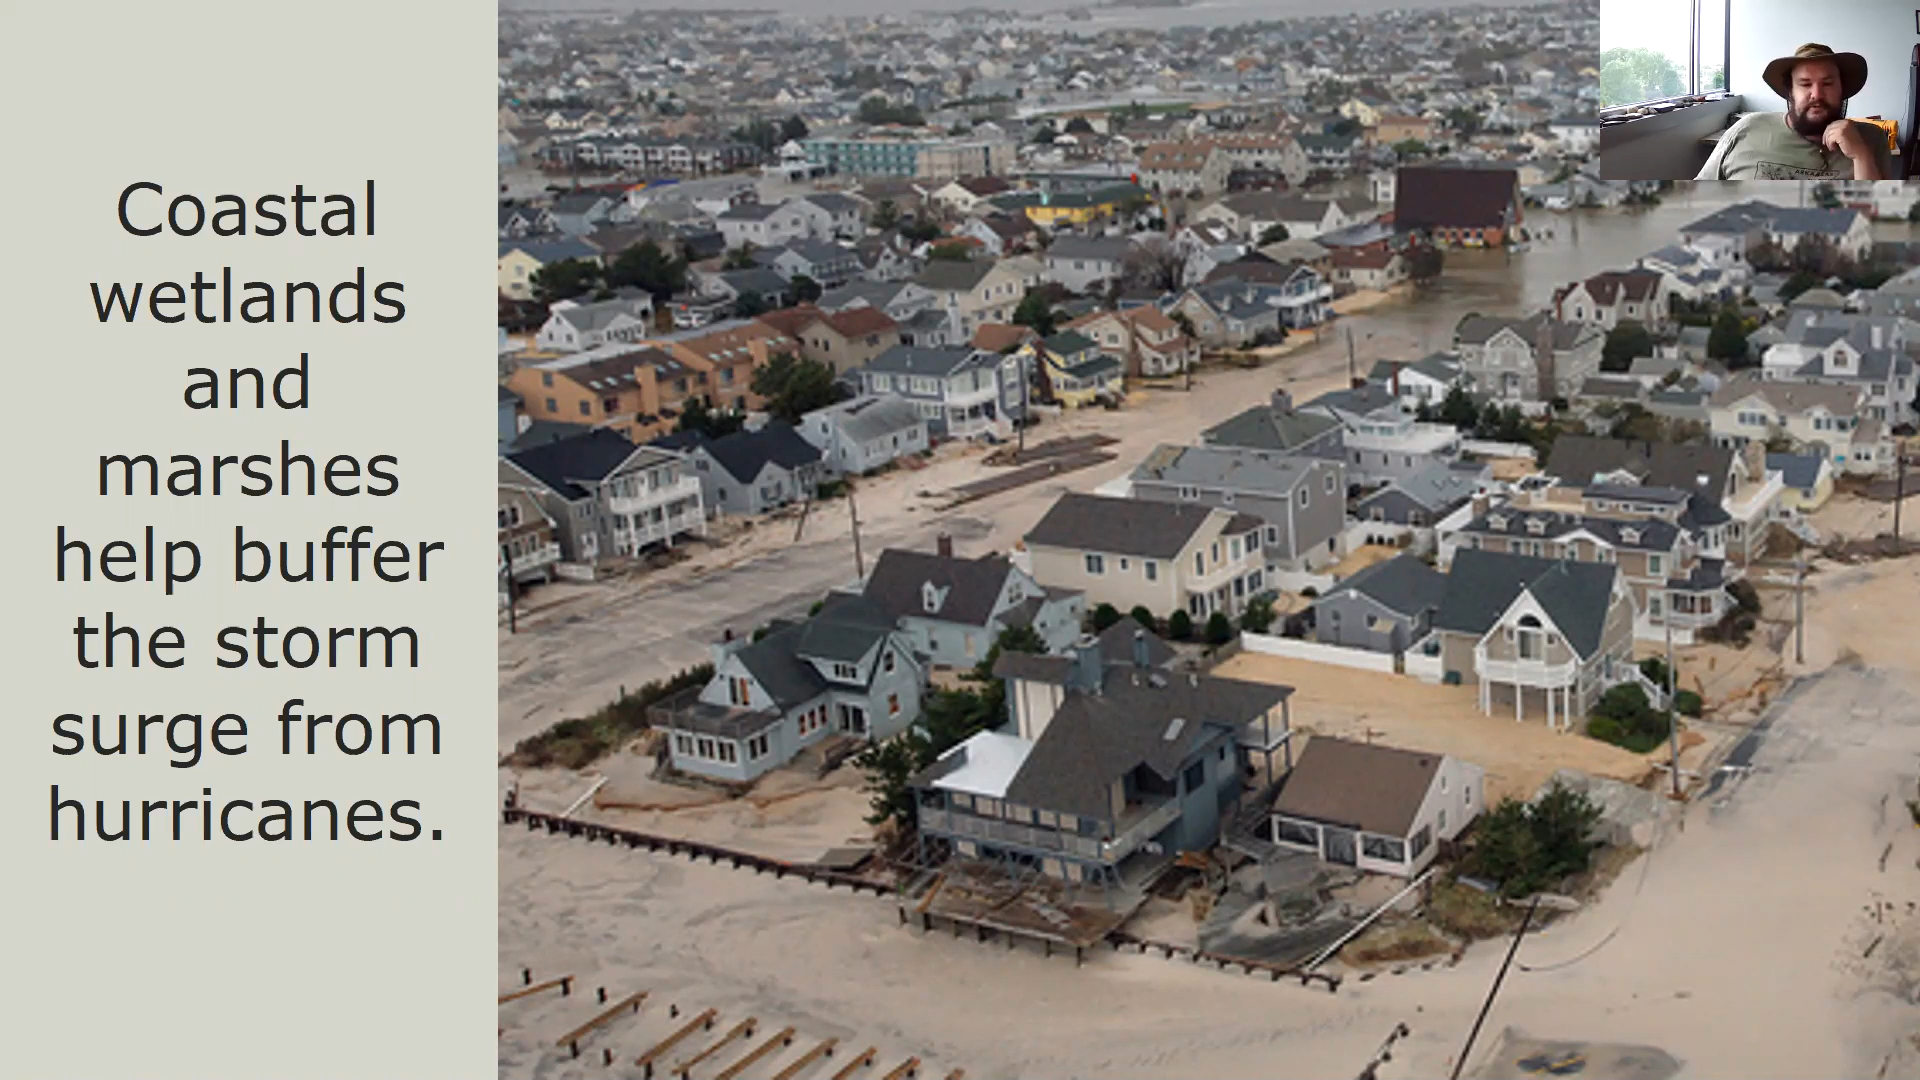 Coastal
wetlands
and
marshes
help buffer
the storm
surge from
hurricanes.